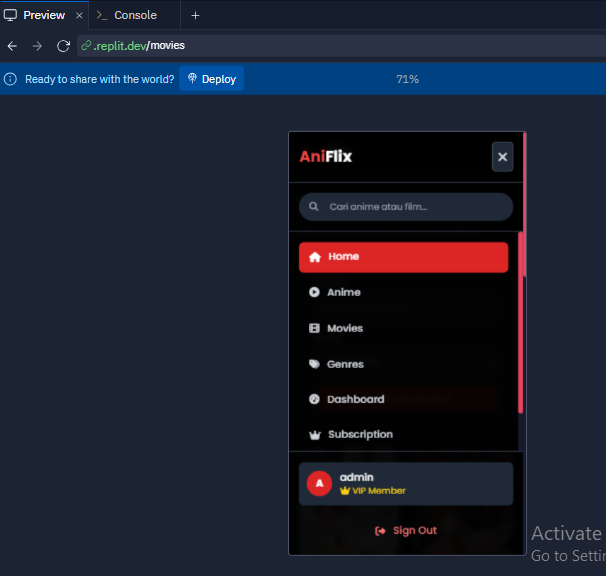 Preview
Console
.replit.dev/movies
Ready to share with the world? Deploy 71%
AniFlix
Cari anime atau film...
Home
Anime
Movies
Genres
Dashboard
Subscription
A admin
VIP Member
Sign Out
Activate
Go to Settin